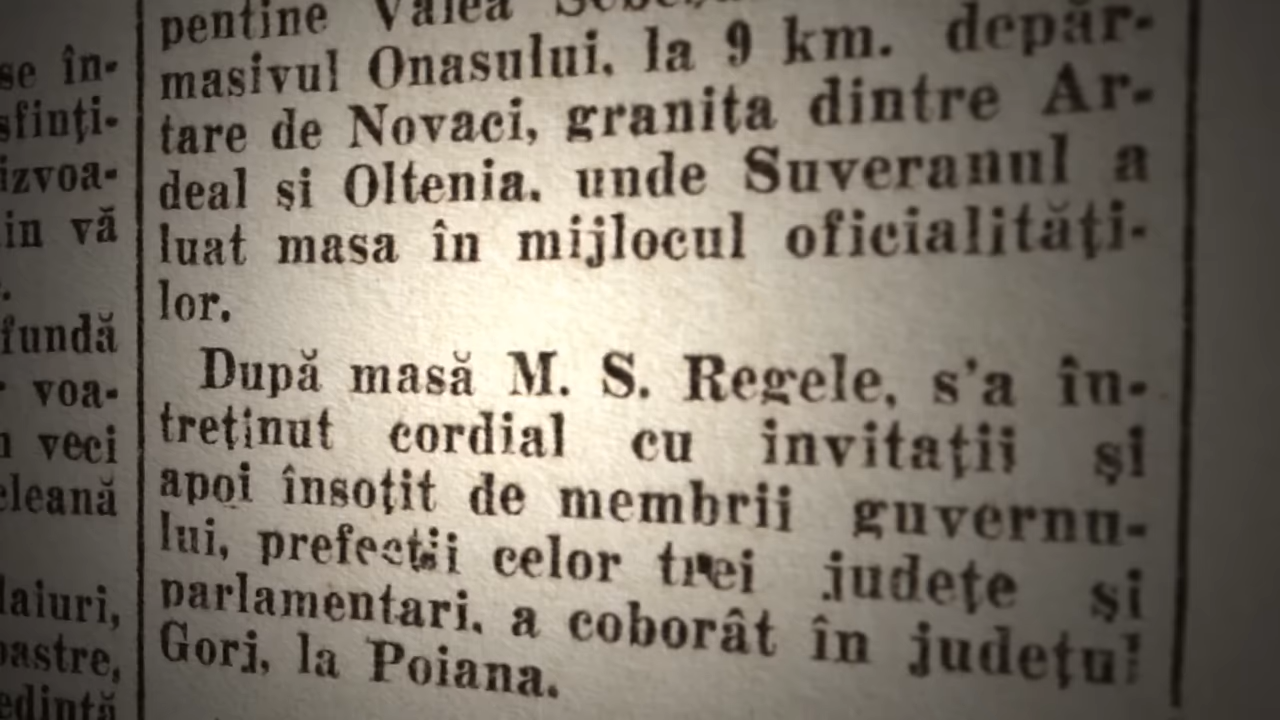 se în-
sfinți-
izvoa-
in vă
fundă
voa-
veci
eleană
laiuri,
oastre,
edință
pentine Valea
masivul Onasului, la 9 km. depăr-
tare de Novaci, granița dintre Ar-
deal și Oltenia, unde Suveranul a
luat masa în mijlocul oficialități-
lor.
După masă M. S. Regele, s'a în-
treținut cordial cu invitații și
apoi însoțit de membrii guvernu-
lui, prefecții celor trei județe și
parlamentari, a coborât în județul
Gorj, la Poiana.